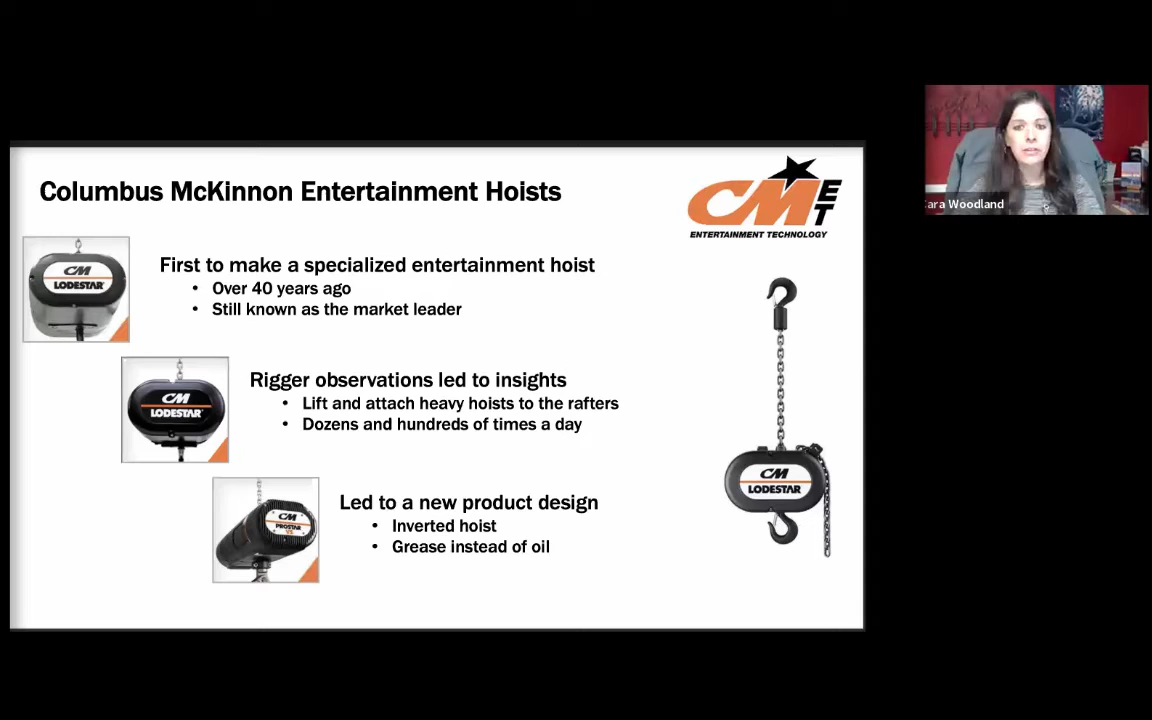 Columbus McKinnon Entertainment Hoists
CMET
ENTERTAINMENT TECHNOLOGY
CM
LODESTAR
First to make a specialized entertainment hoist
• Over 40 years ago
• Still known as the market leader
CM
LODESTAR
Rigger observations led to insights
• Lift and attach heavy hoists to the rafters
• Dozens and hundreds of times a day
CM
LODESTAR
CM
PROSTAR
VS
Led to a new product design
• Inverted hoist
• Grease instead of oil
Cara Woodland